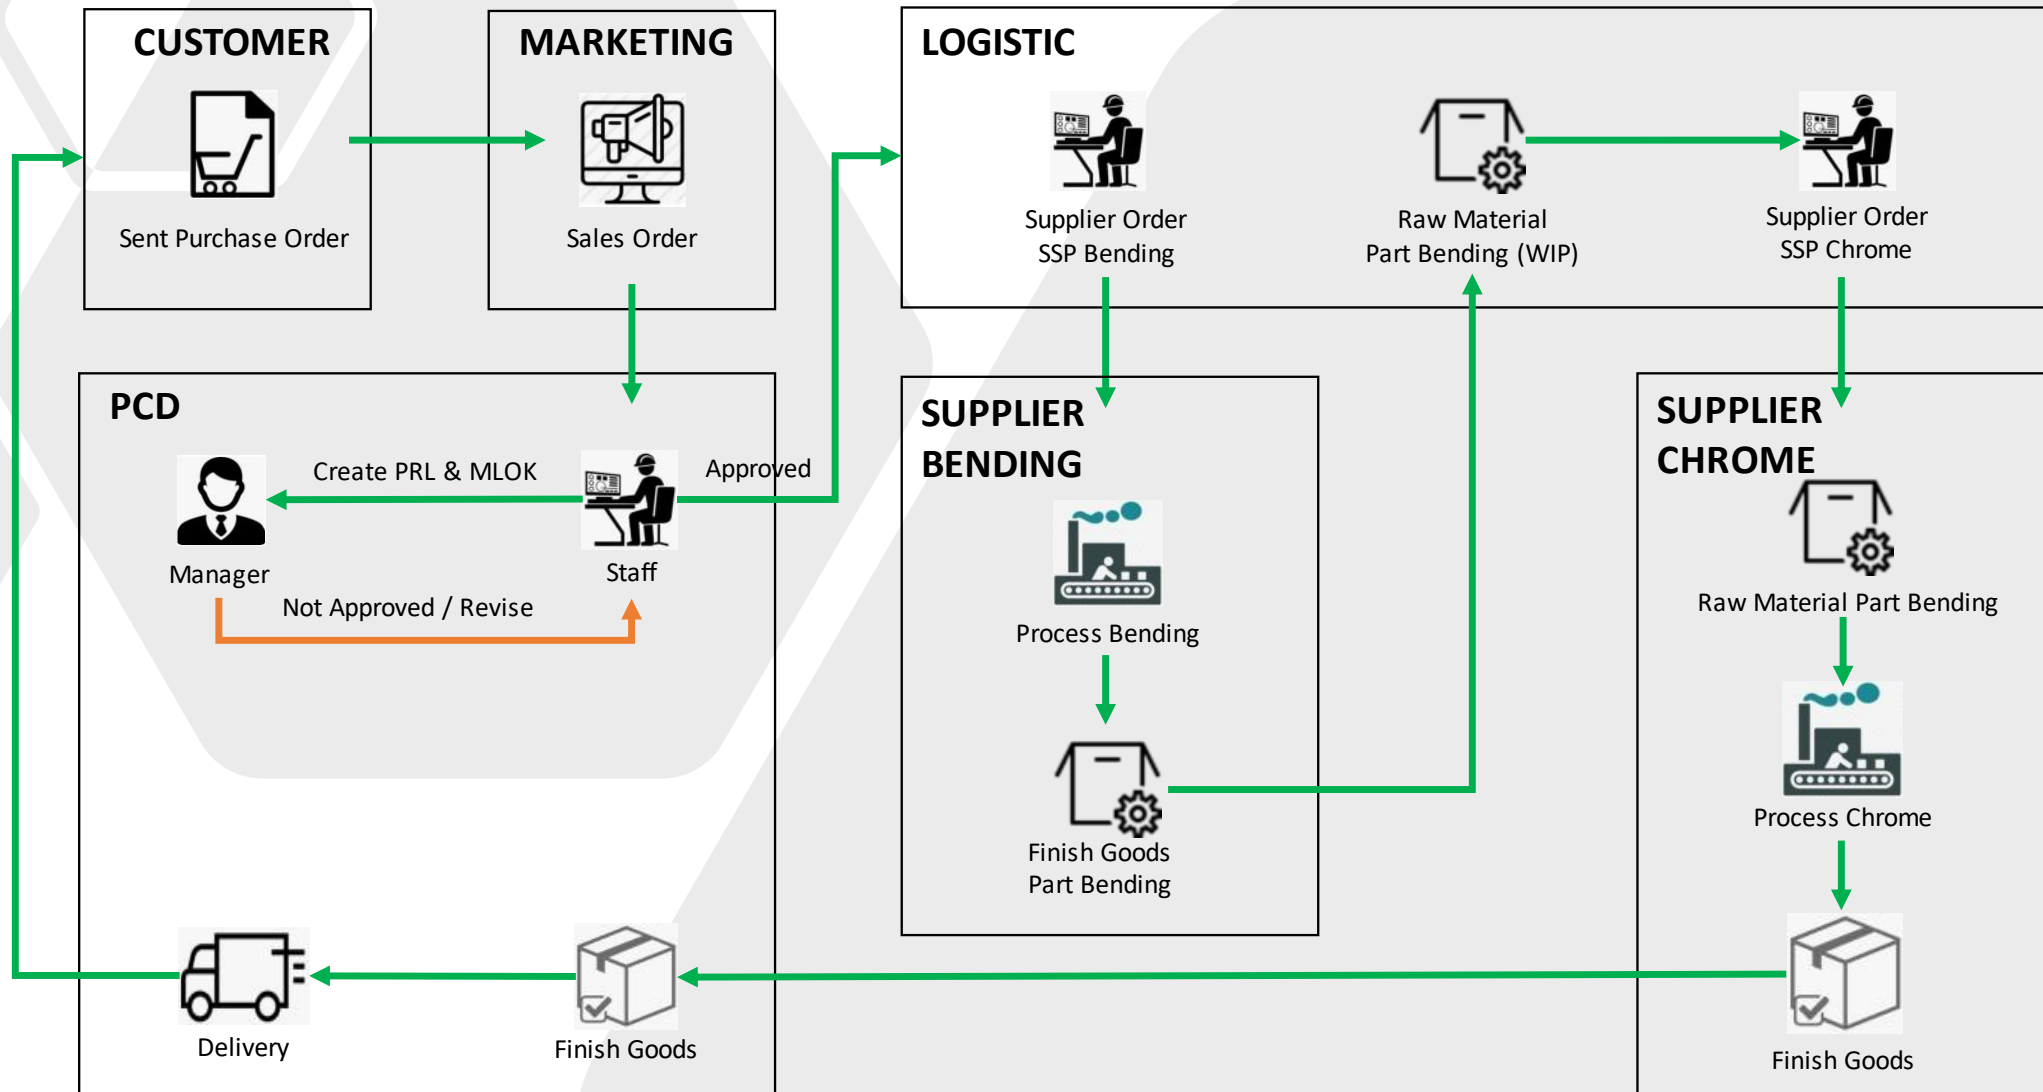 CUSTOMER
Sent Purchase Order
MARKETING
Sales Order
LOGISTIC
Supplier Order
SSP Bending
Raw Material
Part Bending (WIP)
Supplier Order
SSP Chrome
PCD
Manager
Create PRL & MLOK
Staff
Approved
Not Approved / Revise
Delivery
Finish Goods
SUPPLIER
BENDING
Process Bending
Finish Goods
Part Bending
SUPPLIER
CHROME
Raw Material Part Bending
Process Chrome
Finish Goods